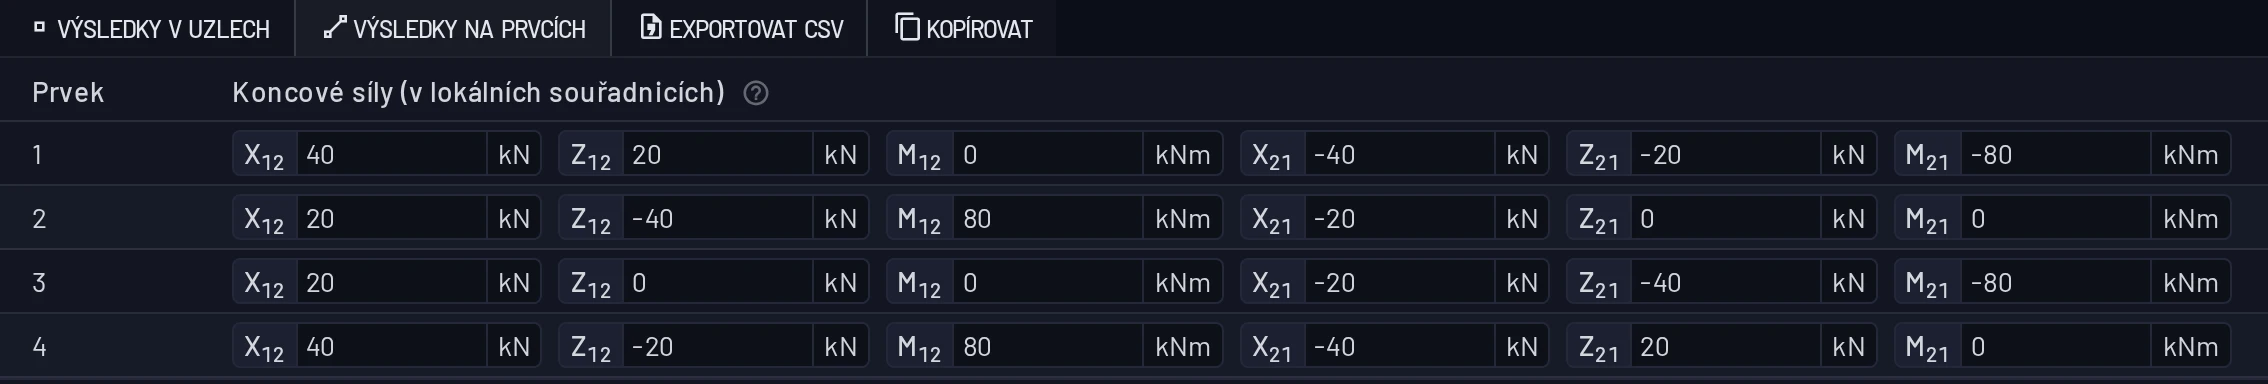 VÝSLEDKY V UZLECH VÝSLEDKY NA PRVCÍCH EXPORTOVAT CSV KOPÍROVAT
Prvek Koncové síly (v lokálních souřadnicích) ?
1 X12 40 kN Z12 20 kN M12 0 kNm X21 -40 kN Z21 -20 kN M21 -80 kNm
2 X12 20 kN Z12 -40 kN M12 80 kNm X21 -20 kN Z21 0 kN M21 0 kNm
3 X12 20 kN Z12 0 kN M12 0 kNm X21 -20 kN Z21 -40 kN M21 -80 kNm
4 X12 40 kN Z12 -20 kN M12 80 kNm X21 -40 kN Z21 20 kN M21 0 kNm